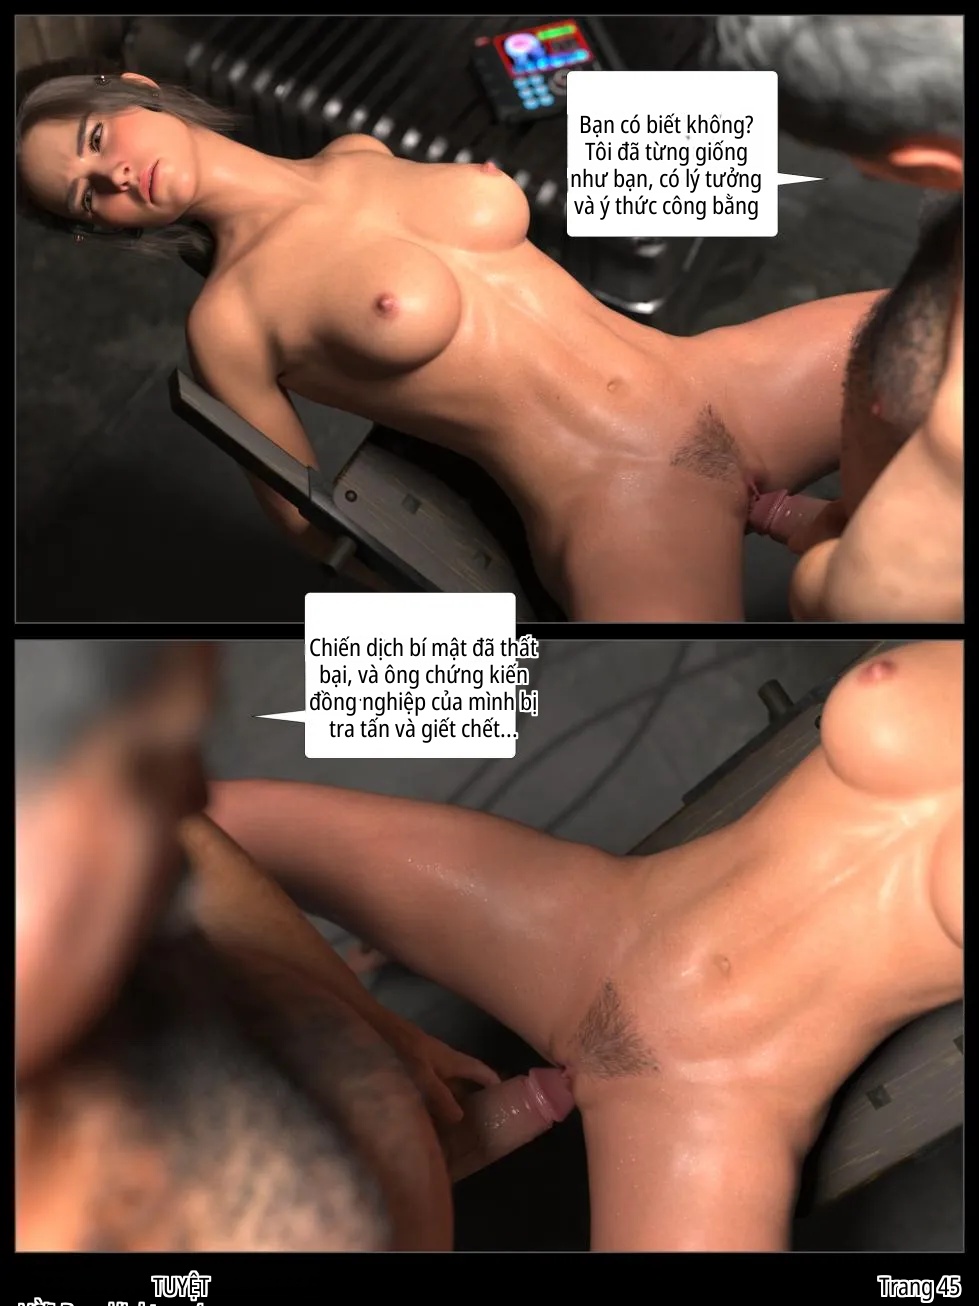 Bạn có biết không?
Tôi đã từng giống
như bạn, có lý tưởng
và ý thức công bằng
Chiến dịch bí mật đã thất
bại, và ông chứng kiến
đồng nghiệp của mình bị
tra tấn và giết chết...
TUYỆT
Trang 45